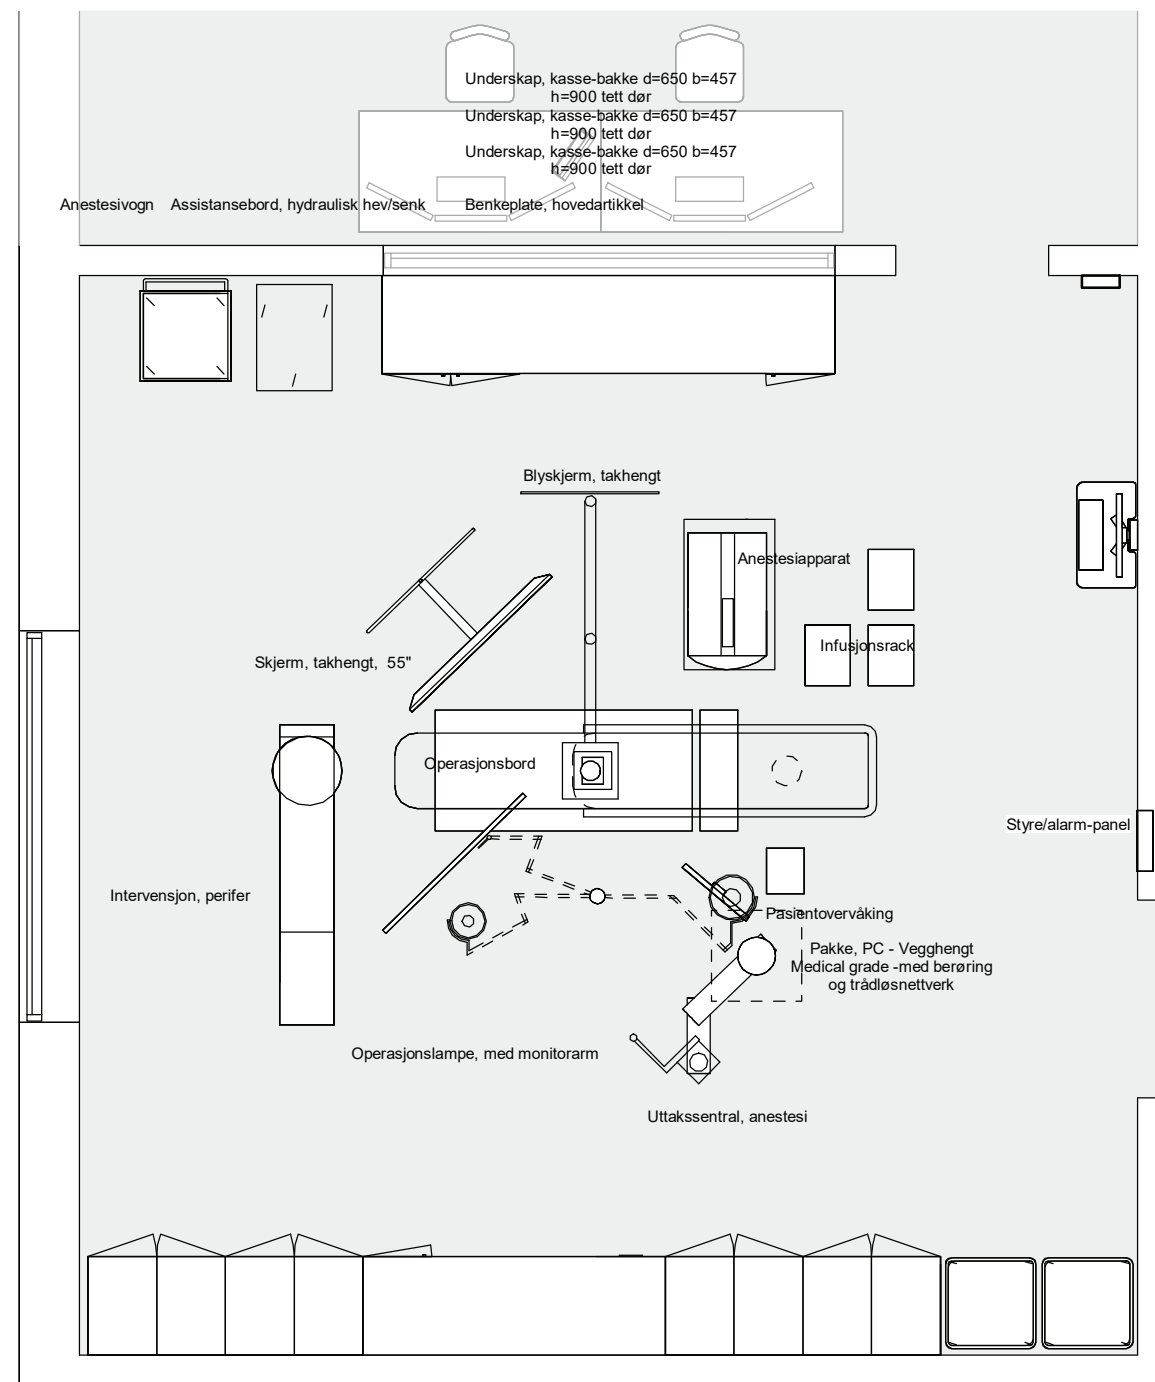 Underskap, kasse-bakke d=650 b=457
h=900 tett dør
Underskap, kasse-bakke d=650 b=457
h=900 tett dør
Underskap, kasse-bakke d=650 b=457
h=900 tett dør
Anestesivogn
Assistansebord, hydraulisk hev/senk
Benkeplate, hovedartikkel
Blyskjerm, takhengt
Anestesiapparat
Infusjonsrack
Skjerm, takhengt, 55"
Operasjonsbord
Styre/alarm-panel
Intervensjon, perifer
Pasientovervåking
Pakke, PC - Vegghengt
Medical grade -med berøring
og trådløsnettverk
Operasjonslampe, med monitorarm
Uttakssentral, anestesi